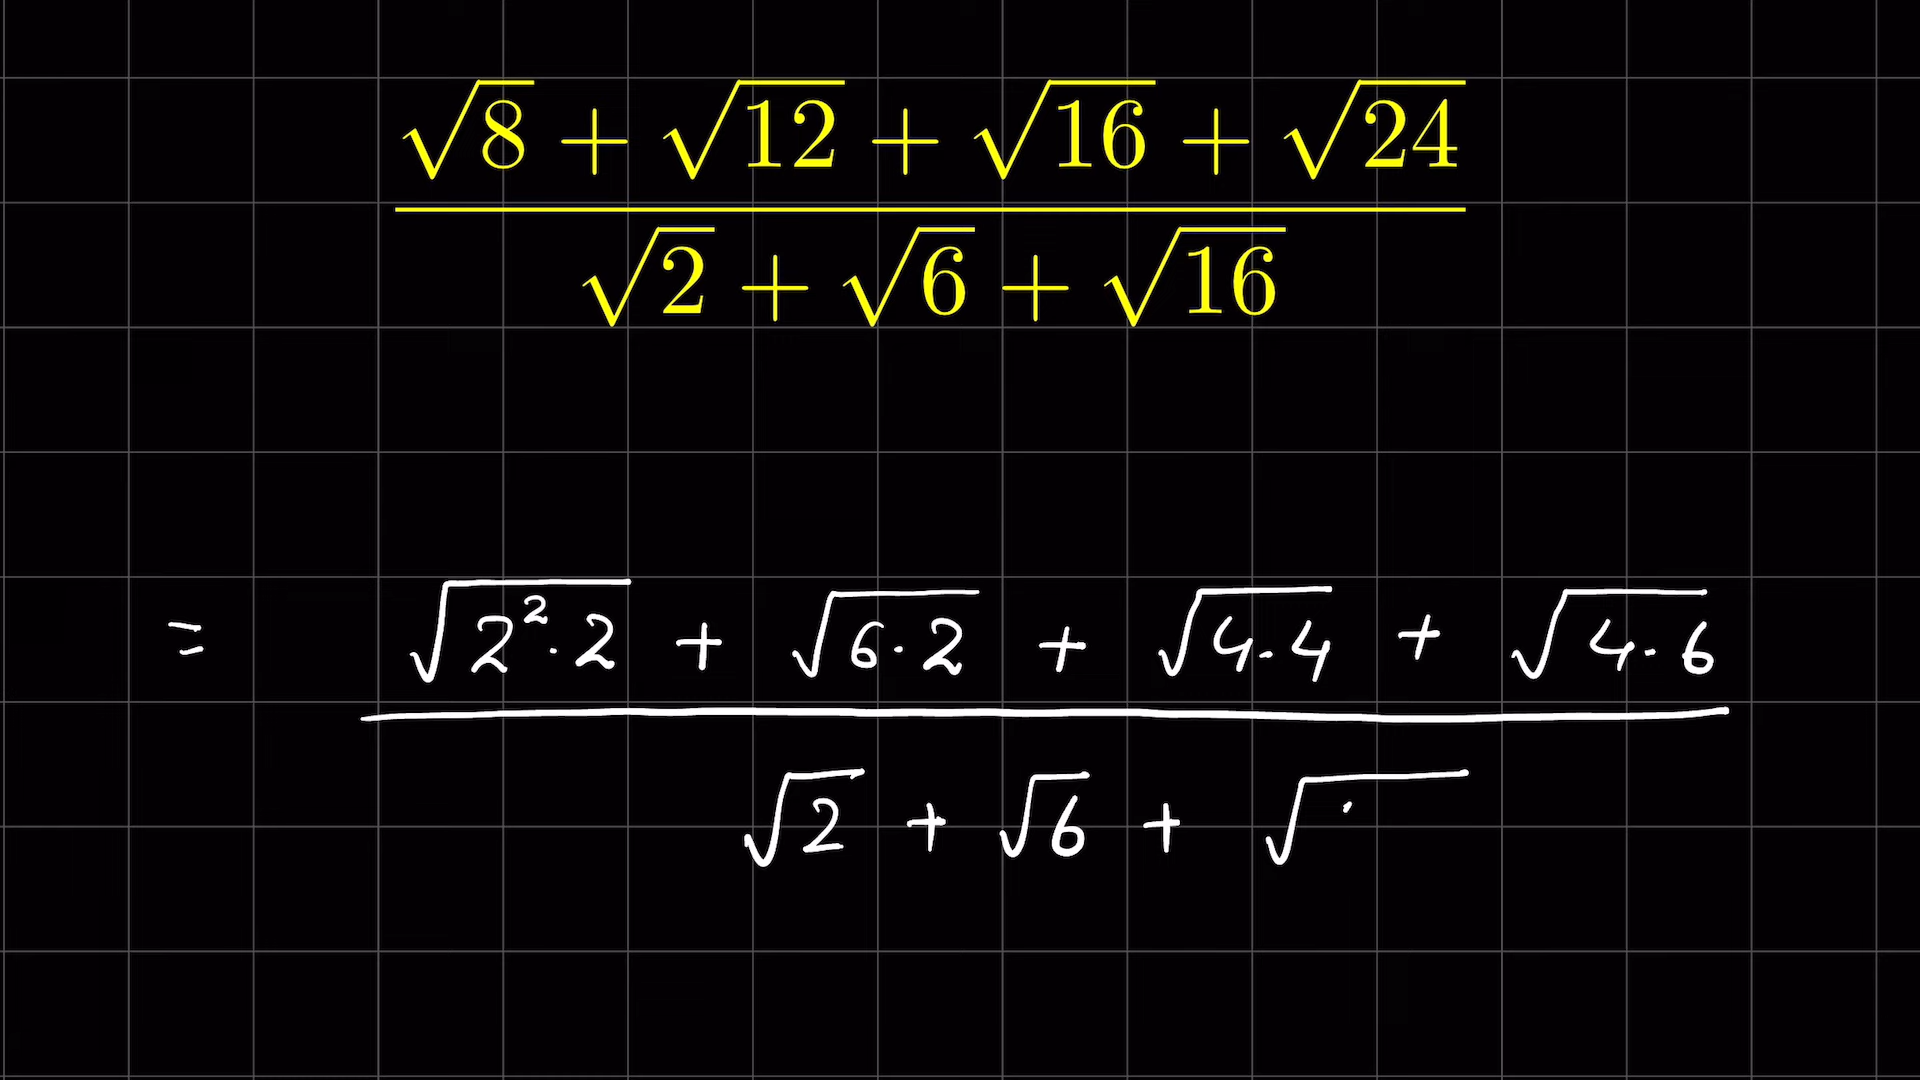 √8 + √12 + √16 + √24
√2 + √6 + √16
= √2²·2 + √6·2 + √4·4 + √4·6
√2 + √6 + √